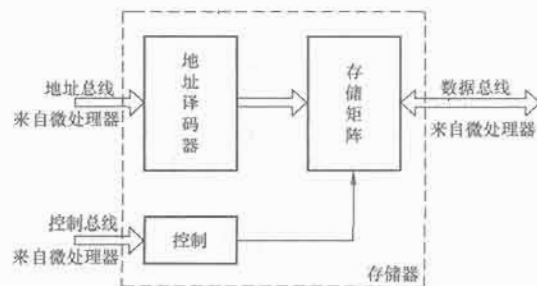 地址总线
来自微处理器
地址译码器
存储矩阵
数据总线
来自微处理器
控制总线
来自微处理器
控制
存储器